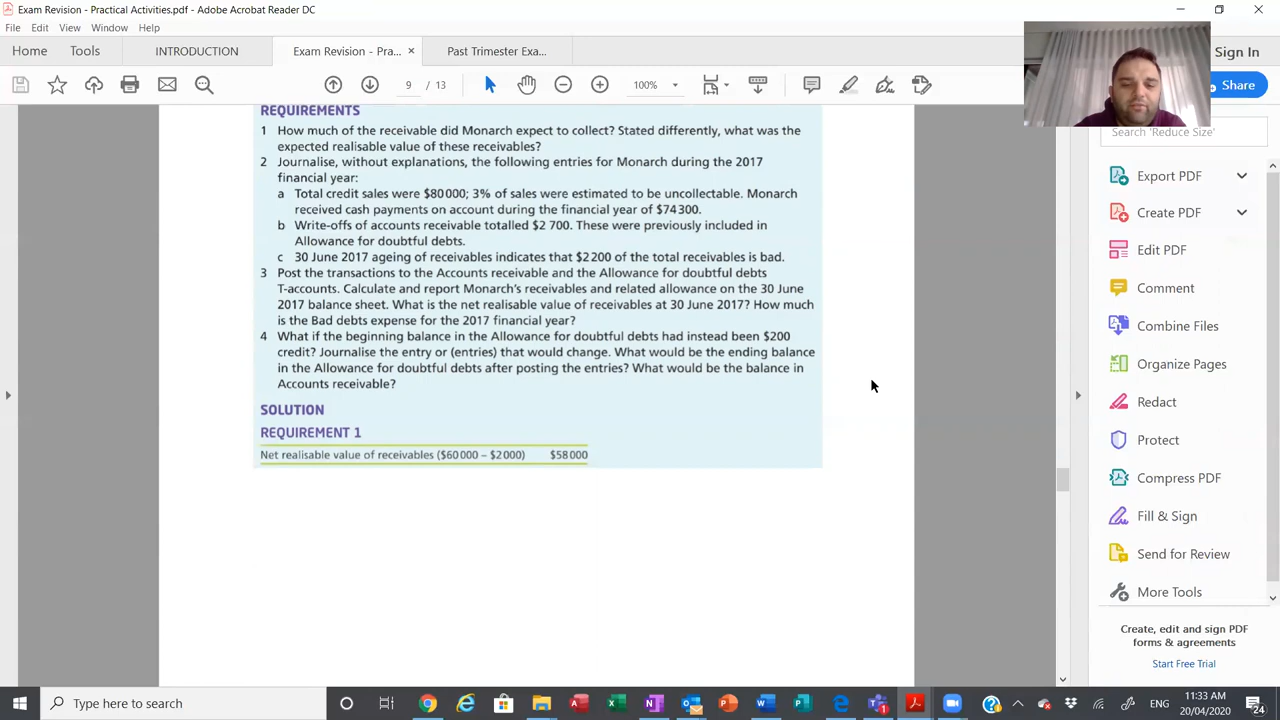 Exam Revision - Practical Activities.pdf - Adobe Acrobat Reader DC
File Edit View Window Help
Home Tools INTRODUCTION Exam Revision - Pra... × Past Trimester Exa... Sign In
9 / 13 100% Share
Search 'Reduce Size'
REQUIREMENTS
1 How much of the receivable did Monarch expect to collect? Stated differently, what was the
expected realisable value of these receivables?
2 Journalise, without explanations, the following entries for Monarch during the 2017
financial year:
a Total credit sales were $80 000; 3% of sales were estimated to be uncollectable. Monarch
received cash payments on account during the financial year of $74 300.
b Write-offs of accounts receivable totalled $2 700. These were previously included in
Allowance for doubtful debts.
c 30 June 2017 ageing of receivables indicates that $2 200 of the total receivables is bad.
3 Post the transactions to the Accounts receivable and the Allowance for doubtful debts
T-accounts. Calculate and report Monarch's receivables and related allowance on the 30 June
2017 balance sheet. What is the net realisable value of receivables at 30 June 2017? How much
is the Bad debts expense for the 2017 financial year?
4 What if the beginning balance in the Allowance for doubtful debts had instead been $200
credit? Journalise the entry or (entries) that would change. What would be the ending balance
in the Allowance for doubtful debts after posting the entries? What would be the balance in
Accounts receivable?
SOLUTION
REQUIREMENT 1
Net realisable value of receivables ($60 000 – $2 000) $58 000
Export PDF
Create PDF
Edit PDF
Comment
Combine Files
Organize Pages
Redact
Protect
Compress PDF
Fill & Sign
Send for Review
More Tools
Create, edit and sign PDF
forms & agreements
Start Free Trial
Type here to search
ENG
11:33 AM
20/04/2020
24